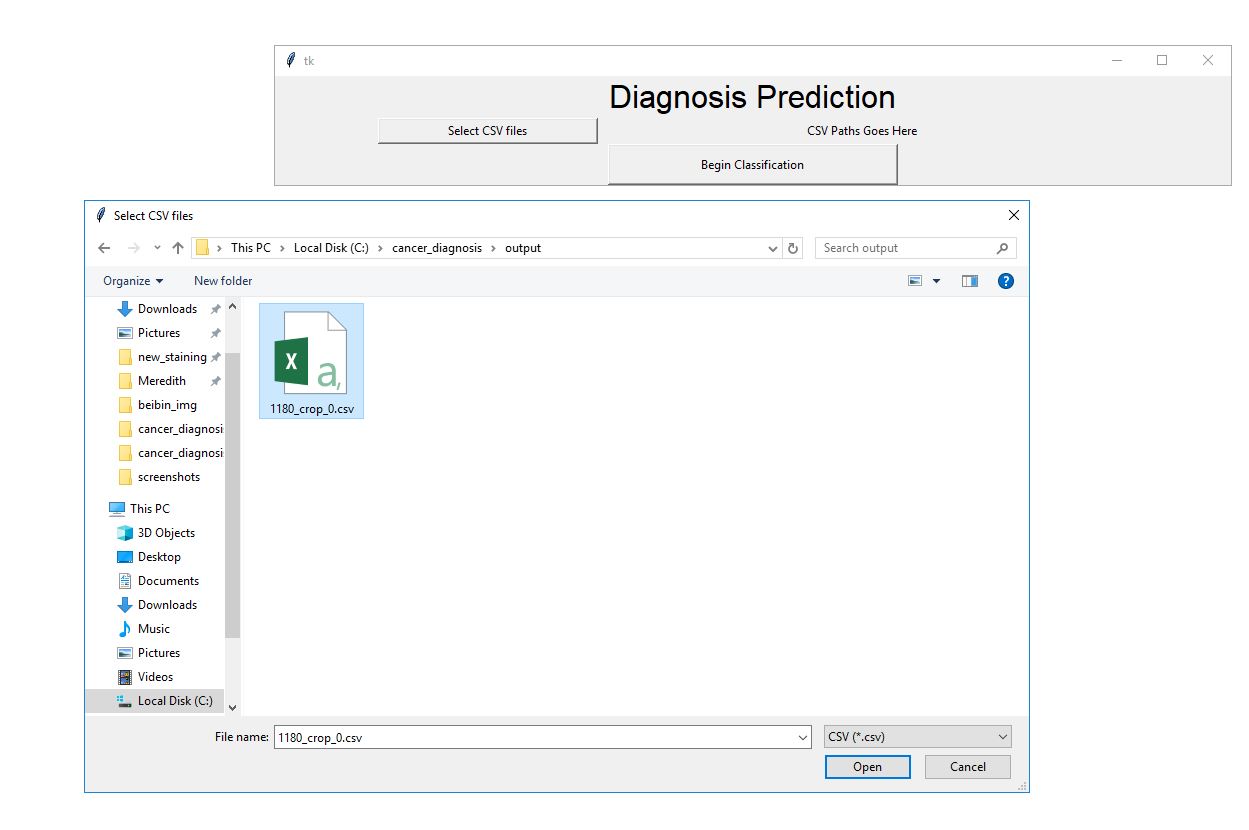 tk
Diagnosis Prediction
Select CSV files
CSV Paths Goes Here
Begin Classification
Select CSV files
This PC > Local Disk (C:) > cancer_diagnosis > output
Search output
Organize
New folder
Downloads
Pictures
new_staining
Meredith
beibin_img
cancer_diagnosi
cancer_diagnosi
screenshots
This PC
3D Objects
Desktop
Documents
Downloads
Music
Pictures
Videos
Local Disk (C:)
X a,
1180_crop_0.csv
File name: 1180_crop_0.csv
CSV (*.csv)
Open
Cancel